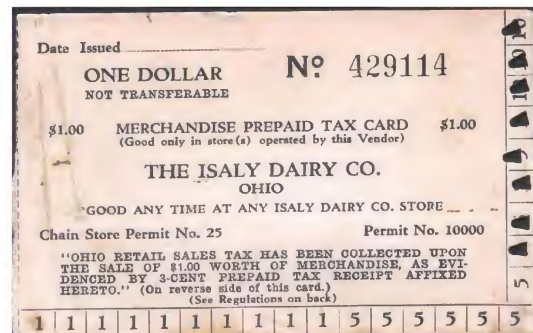 Date Issued
ONE DOLLAR
NOT TRANSFERABLE
Nº 429114
$1.00 MERCHANDISE PREPAID TAX CARD $1.00
(Good only in store(s) operated by this Vendor)
THE ISALY DAIRY CO.
OHIO
GOOD ANY TIME AT ANY ISALY DAIRY CO. STORE
Chain Store Permit No. 25 Permit No. 10000
"OHIO RETAIL SALES TAX HAS BEEN COLLECTED UPON
THE SALE OF $1.00 WORTH OF MERCHANDISE, AS EVI-
DENCED BY 3-CENT PREPAID TAX RECEIPT AFFIXED
HERETO." (On reverse side of this card.)
(See Regulations on back)
1 1 1 1 1 1 1 1 1 1 5 5 5 5 5 5
5